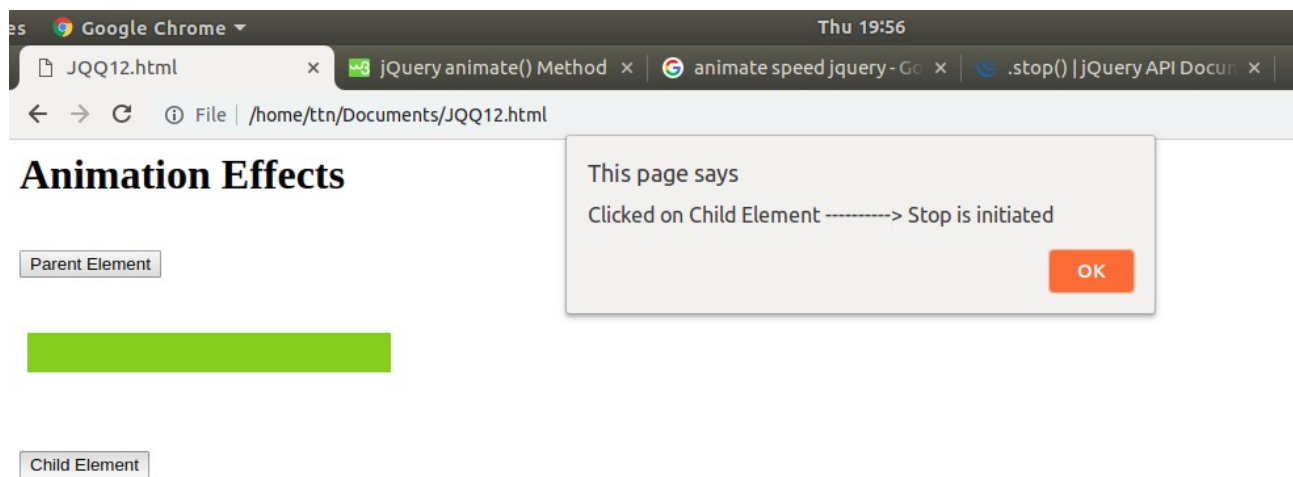 es Google Chrome Thu 19:56
JQQ12.html jQuery animate() Method animate speed jquery - Go .stop() | jQuery API Docum
File | /home/ttn/Documents/JQQ12.html
Animation Effects
This page says
Clicked on Child Element ----------> Stop is initiated
OK
Parent Element
Child Element